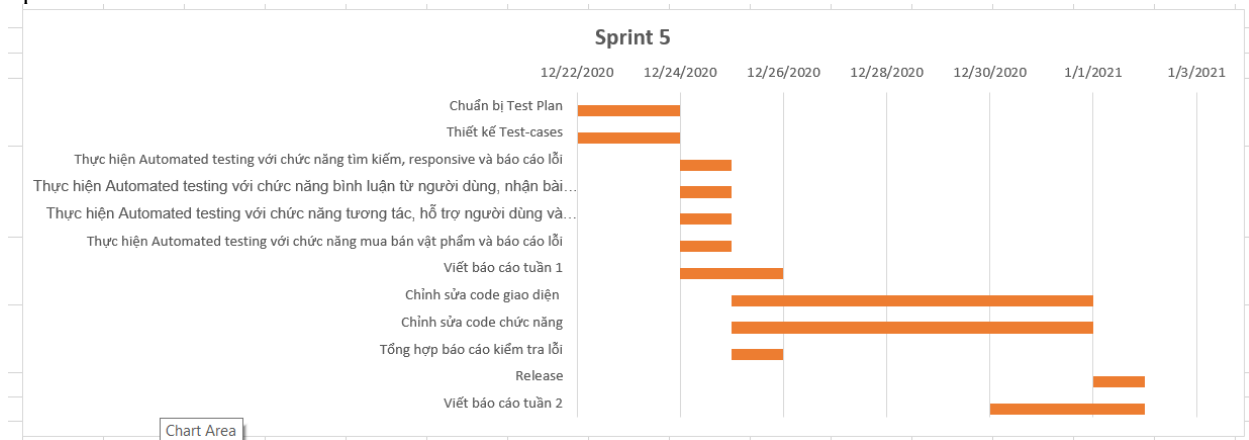 Sprint 5
12/22/2020 12/24/2020 12/26/2020 12/28/2020 12/30/2020 1/1/2021 1/3/2021
Chuẩn bị Test Plan
Thiết kế Test-cases
Thực hiện Automated testing với chức năng tìm kiếm, responsive và báo cáo lỗi
Thực hiện Automated testing với chức năng bình luận từ người dùng, nhận bài...
Thực hiện Automated testing với chức năng tương tác, hỗ trợ người dùng và...
Thực hiện Automated testing với chức năng mua bán vật phẩm và báo cáo lỗi
Viết báo cáo tuần 1
Chỉnh sửa code giao diện
Chỉnh sửa code chức năng
Tổng hợp báo cáo kiểm tra lỗi
Release
Viết báo cáo tuần 2
Chart Area